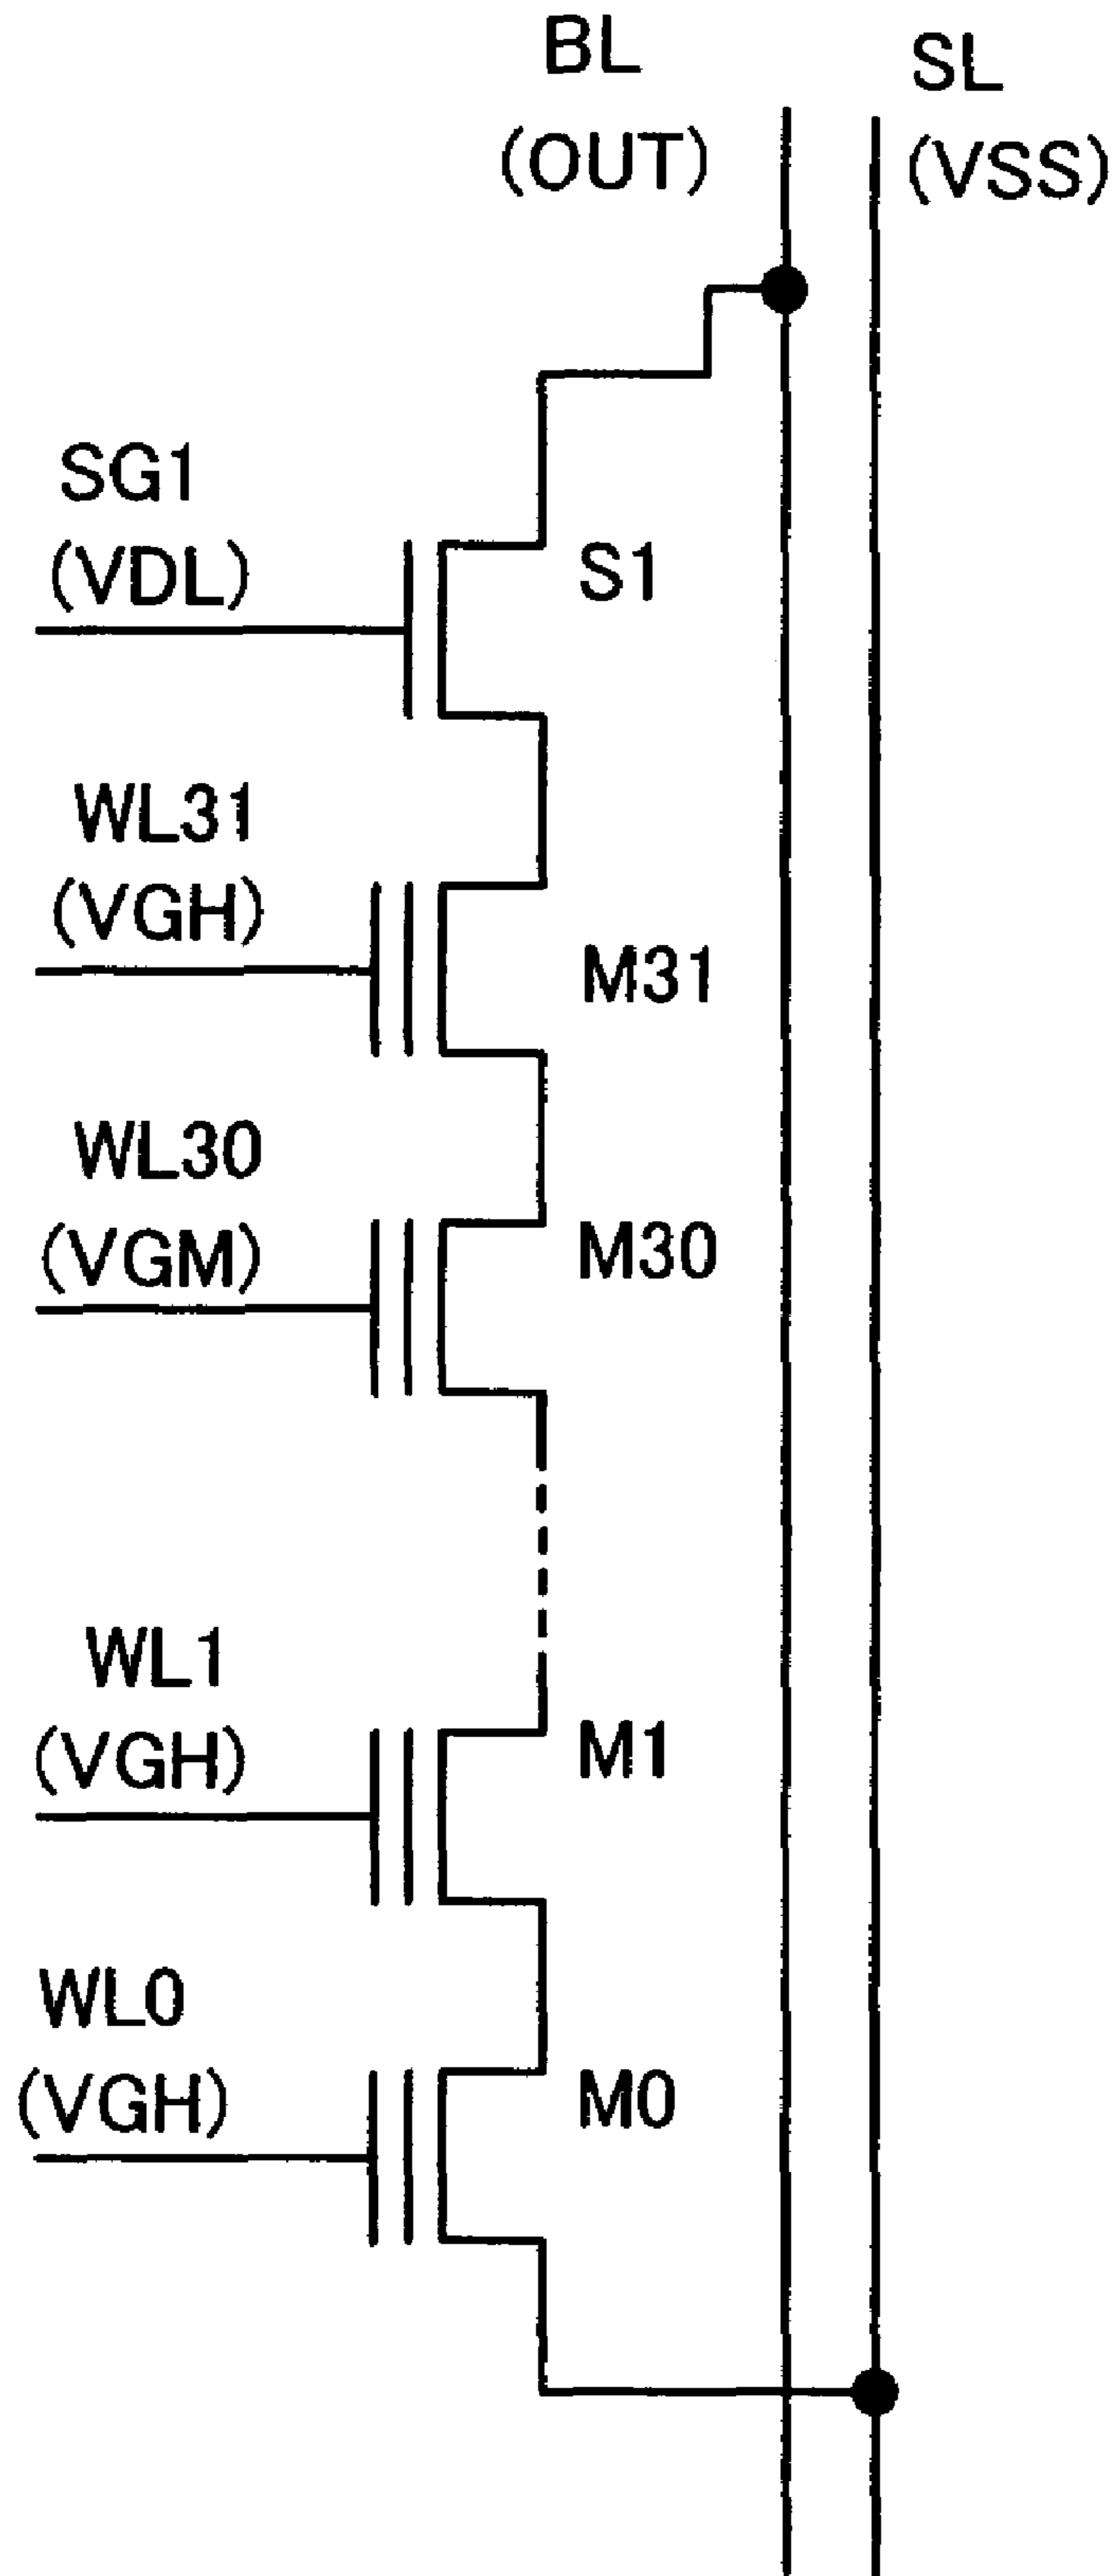 BL
(OUT)
SL
(VSS)
SG1
(VDL)
S1
WL31
(VGH)
M31
WL30
(VGM)
M30
WL1
(VGH)
M1
WL0
(VGH)
M0